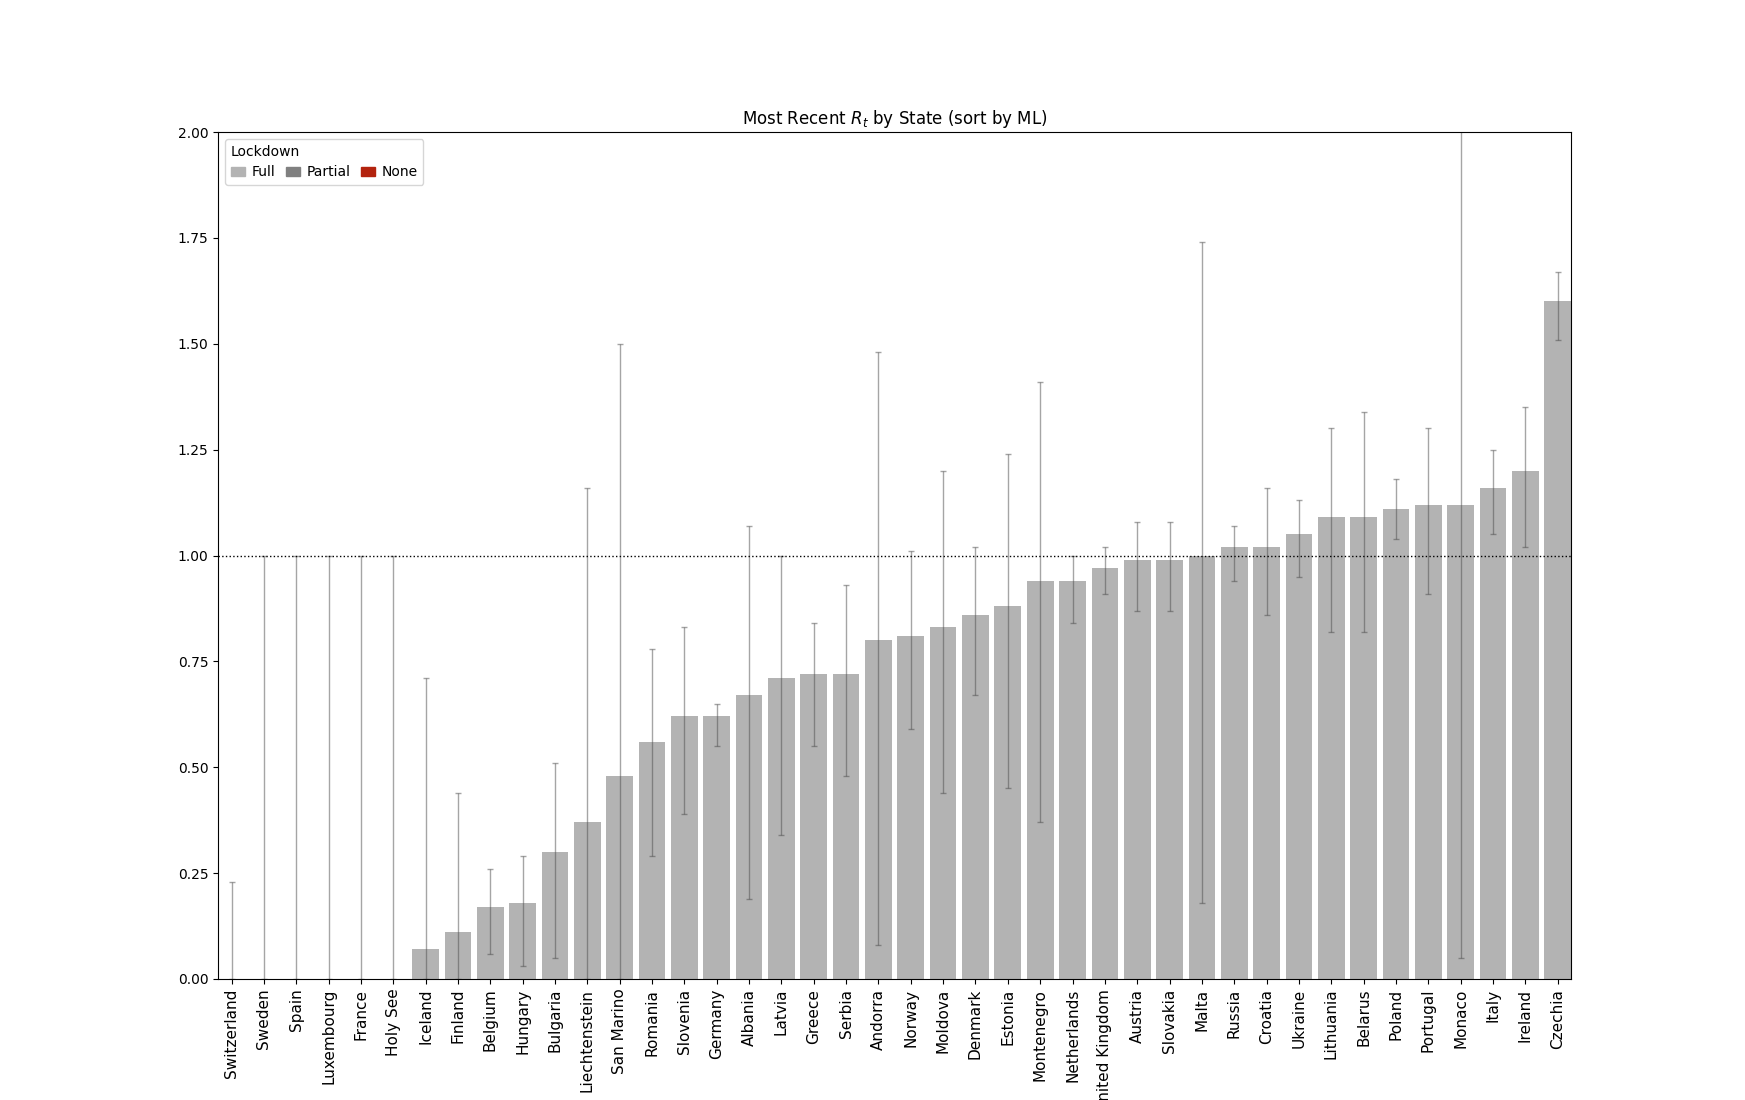 Most Recent R_t by State (sort by ML)
2.00
Lockdown
Full Partial None
1.75
1.50
1.25
1.00
0.75
0.50
0.25
0.00
Switzerland
Sweden
Spain
Luxembourg
France
Holy See
Iceland
Finland
Belgium
Hungary
Bulgaria
Liechtenstein
San Marino
Romania
Slovenia
Germany
Albania
Latvia
Greece
Serbia
Andorra
Norway
Moldova
Denmark
Estonia
Montenegro
Netherlands
nited Kingdom
Austria
Slovakia
Malta
Russia
Croatia
Ukraine
Lithuania
Belarus
Poland
Portugal
Monaco
Italy
Ireland
Czechia